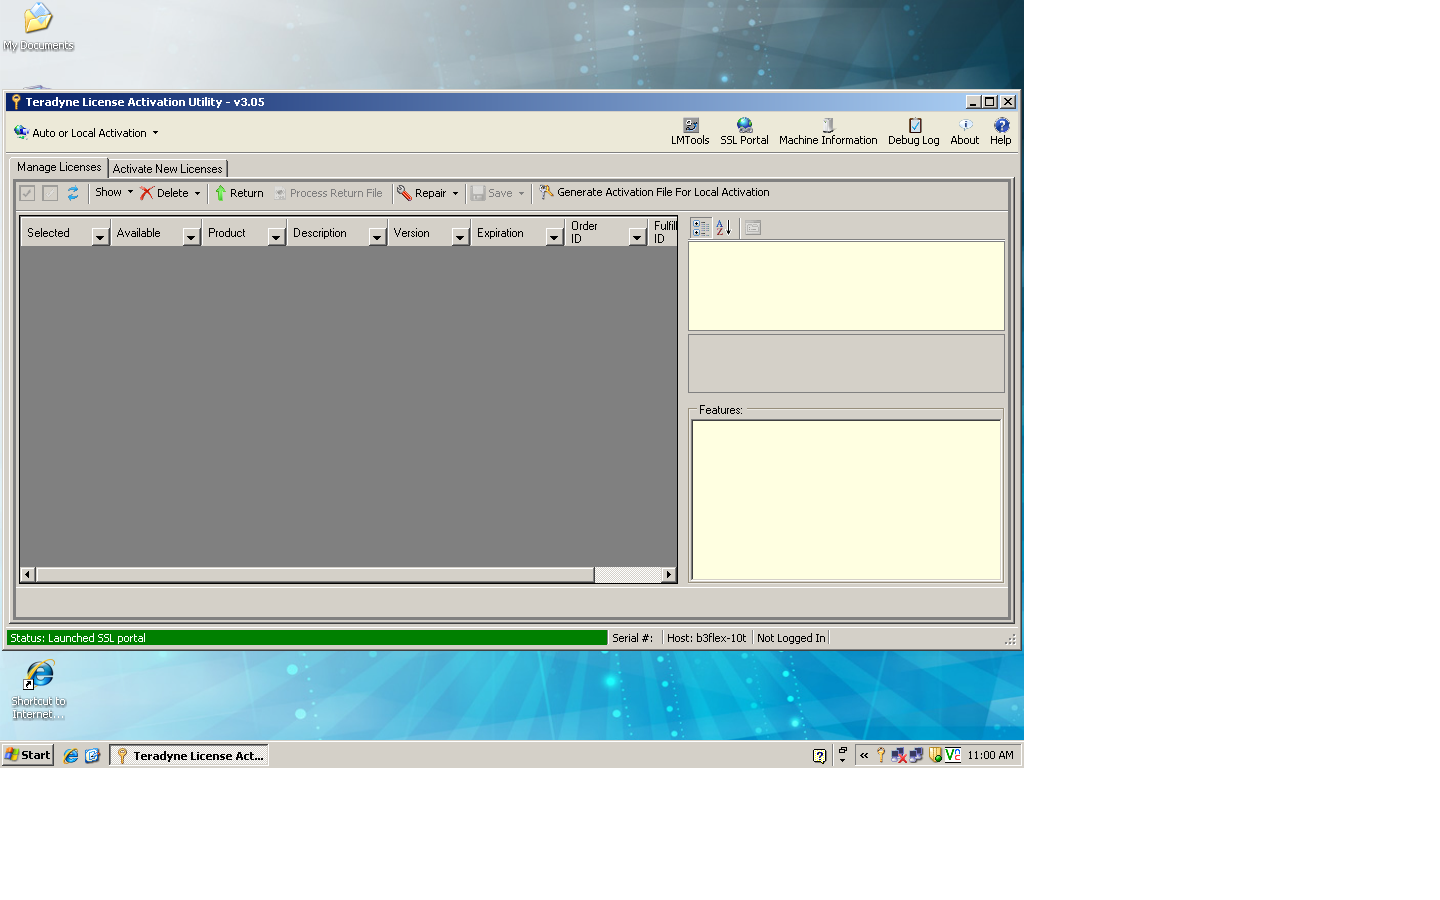 My Documents
Teradyne License Activation Utility - v3.05
Auto or Local Activation
LMTools
SSL Portal
Machine Information
Debug Log
About
Help
Manage Licenses
Activate New Licenses
Show
Delete
Return
Process Return File
Repair
Save
Generate Activation File For Local Activation
Selected
Available
Product
Description
Version
Expiration
Order
ID
Fulfill
ID
Features:
Status: Launched SSL portal
Serial #:
Host: b3flex-10t
Not Logged In
Shortcut to
Internet...
Start
Teradyne License Act...
11:00 AM